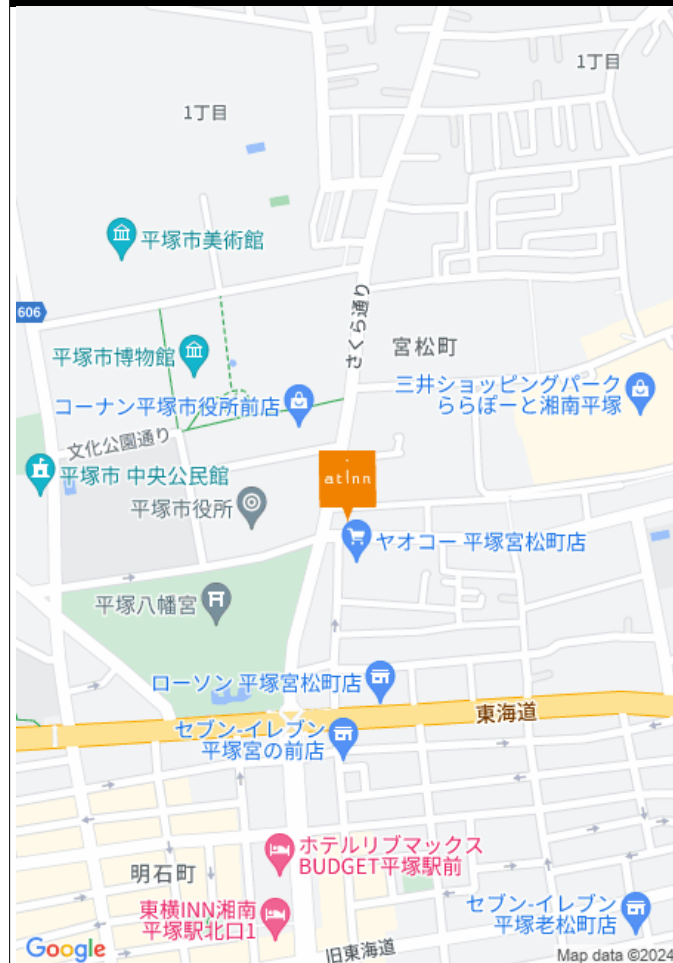 1丁目
1丁目
平塚市美術館
606
さくら通り
平塚市博物館
宮松町
三井ショッピングパーク
ららぽーと湘南平塚
コーナン平塚市役所前店
文化公園通り
平塚市 中央公民館
atInn
平塚市役所
ヤオコー 平塚宮松町店
平塚八幡宮
ローソン 平塚宮松町店
東海道
セブン-イレブン
平塚宮の前店
ホテルリブマックス
BUDGET平塚駅前
明石町
東横INN湘南
平塚駅北口1
セブン-イレブン
平塚老松町店
旧東海道
Google
Map data ©2024